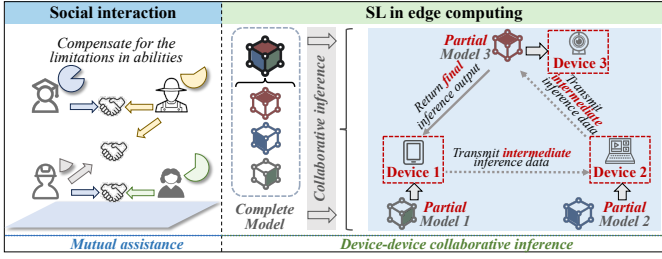 Social interaction
SL in edge computing
Compensate for the
limitations in abilities
Complete
Model
Collaborative inference
Partial
Model 3
Device 3
Return final
inference output
Transmit
intermediate
inference data
Transmit intermediate
inference data
Device 1
Device 2
Partial
Model 1
Partial
Model 2
Mutual assistance
Device-device collaborative inference